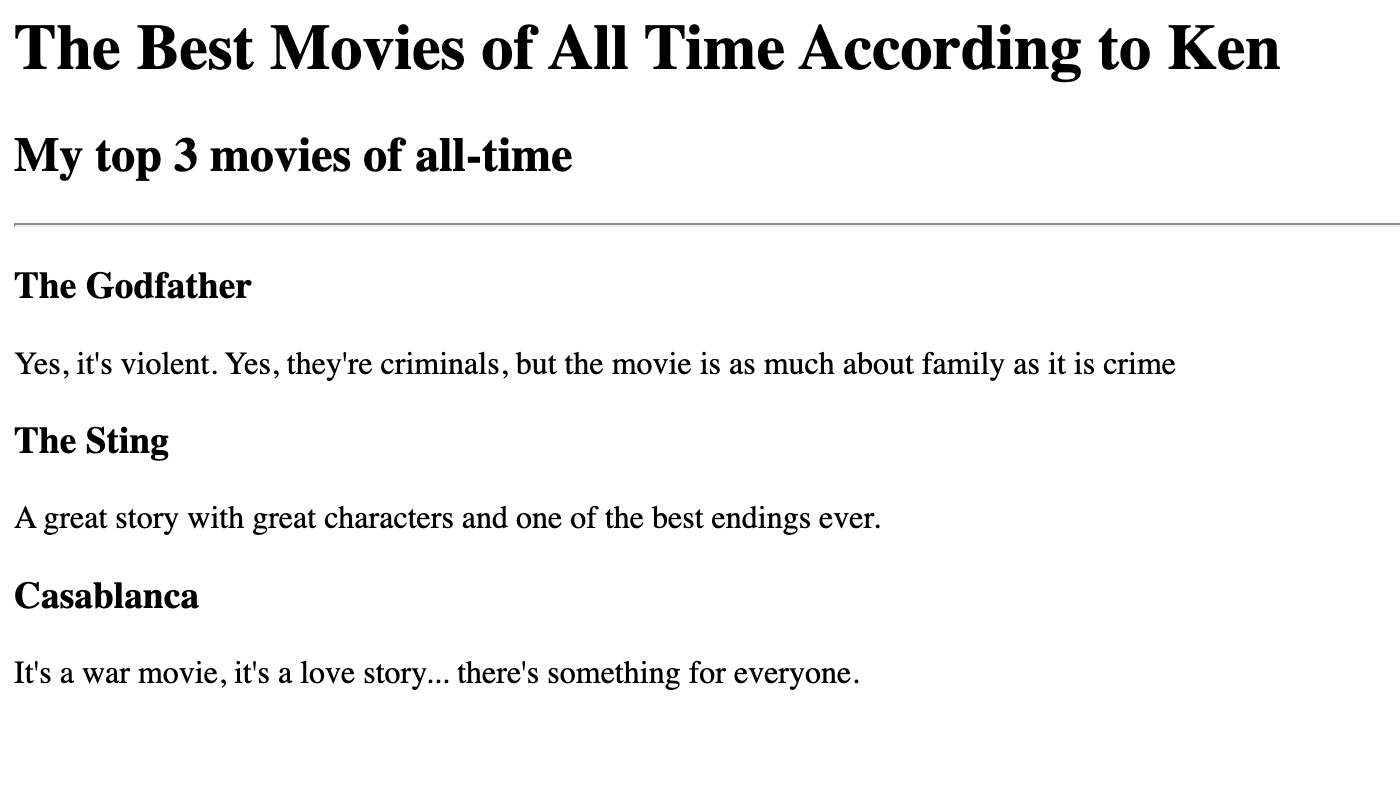 The Best Movies of All Time According to Ken
My top 3 movies of all-time
The Godfather
Yes, it's violent. Yes, they're criminals, but the movie is as much about family as it is crime
The Sting
A great story with great characters and one of the best endings ever.
Casablanca
It's a war movie, it's a love story... there's something for everyone.